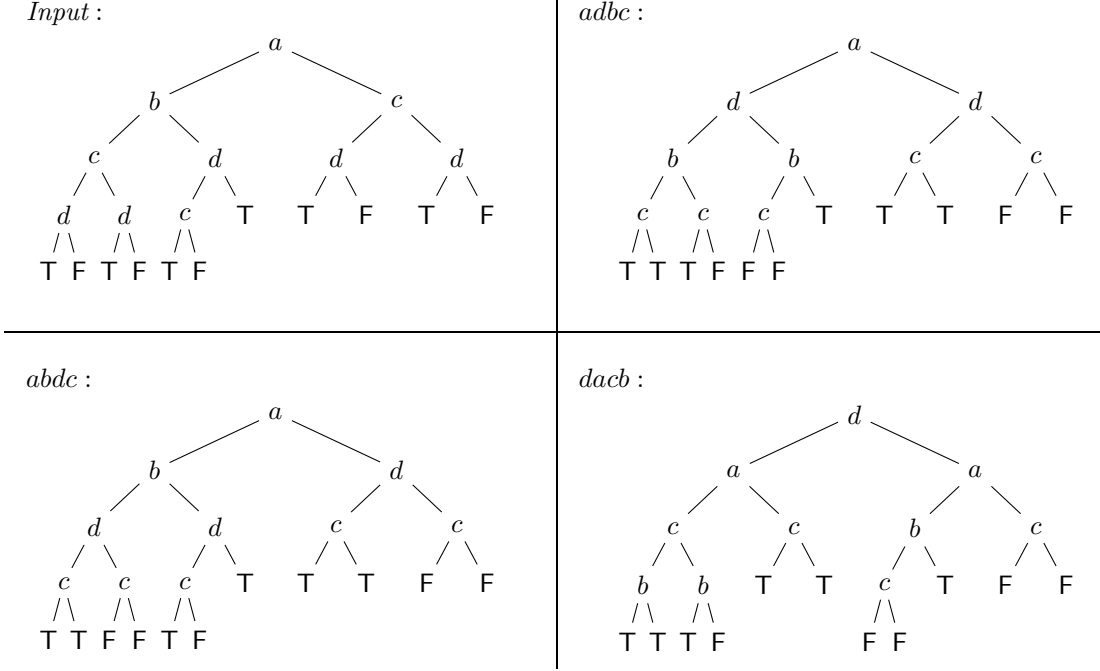 Input :
a
b c
c d d d
d d c T T F T F
T F T F T F
adbc :
a
d d
b b c c
c c c T T T F F
T T T F F F
abdc :
a
b d
d d c c
c c c T T T F F
T T F F T F
dacb :
d
a a
c c b c
b b T T c T F F
T T T F F F